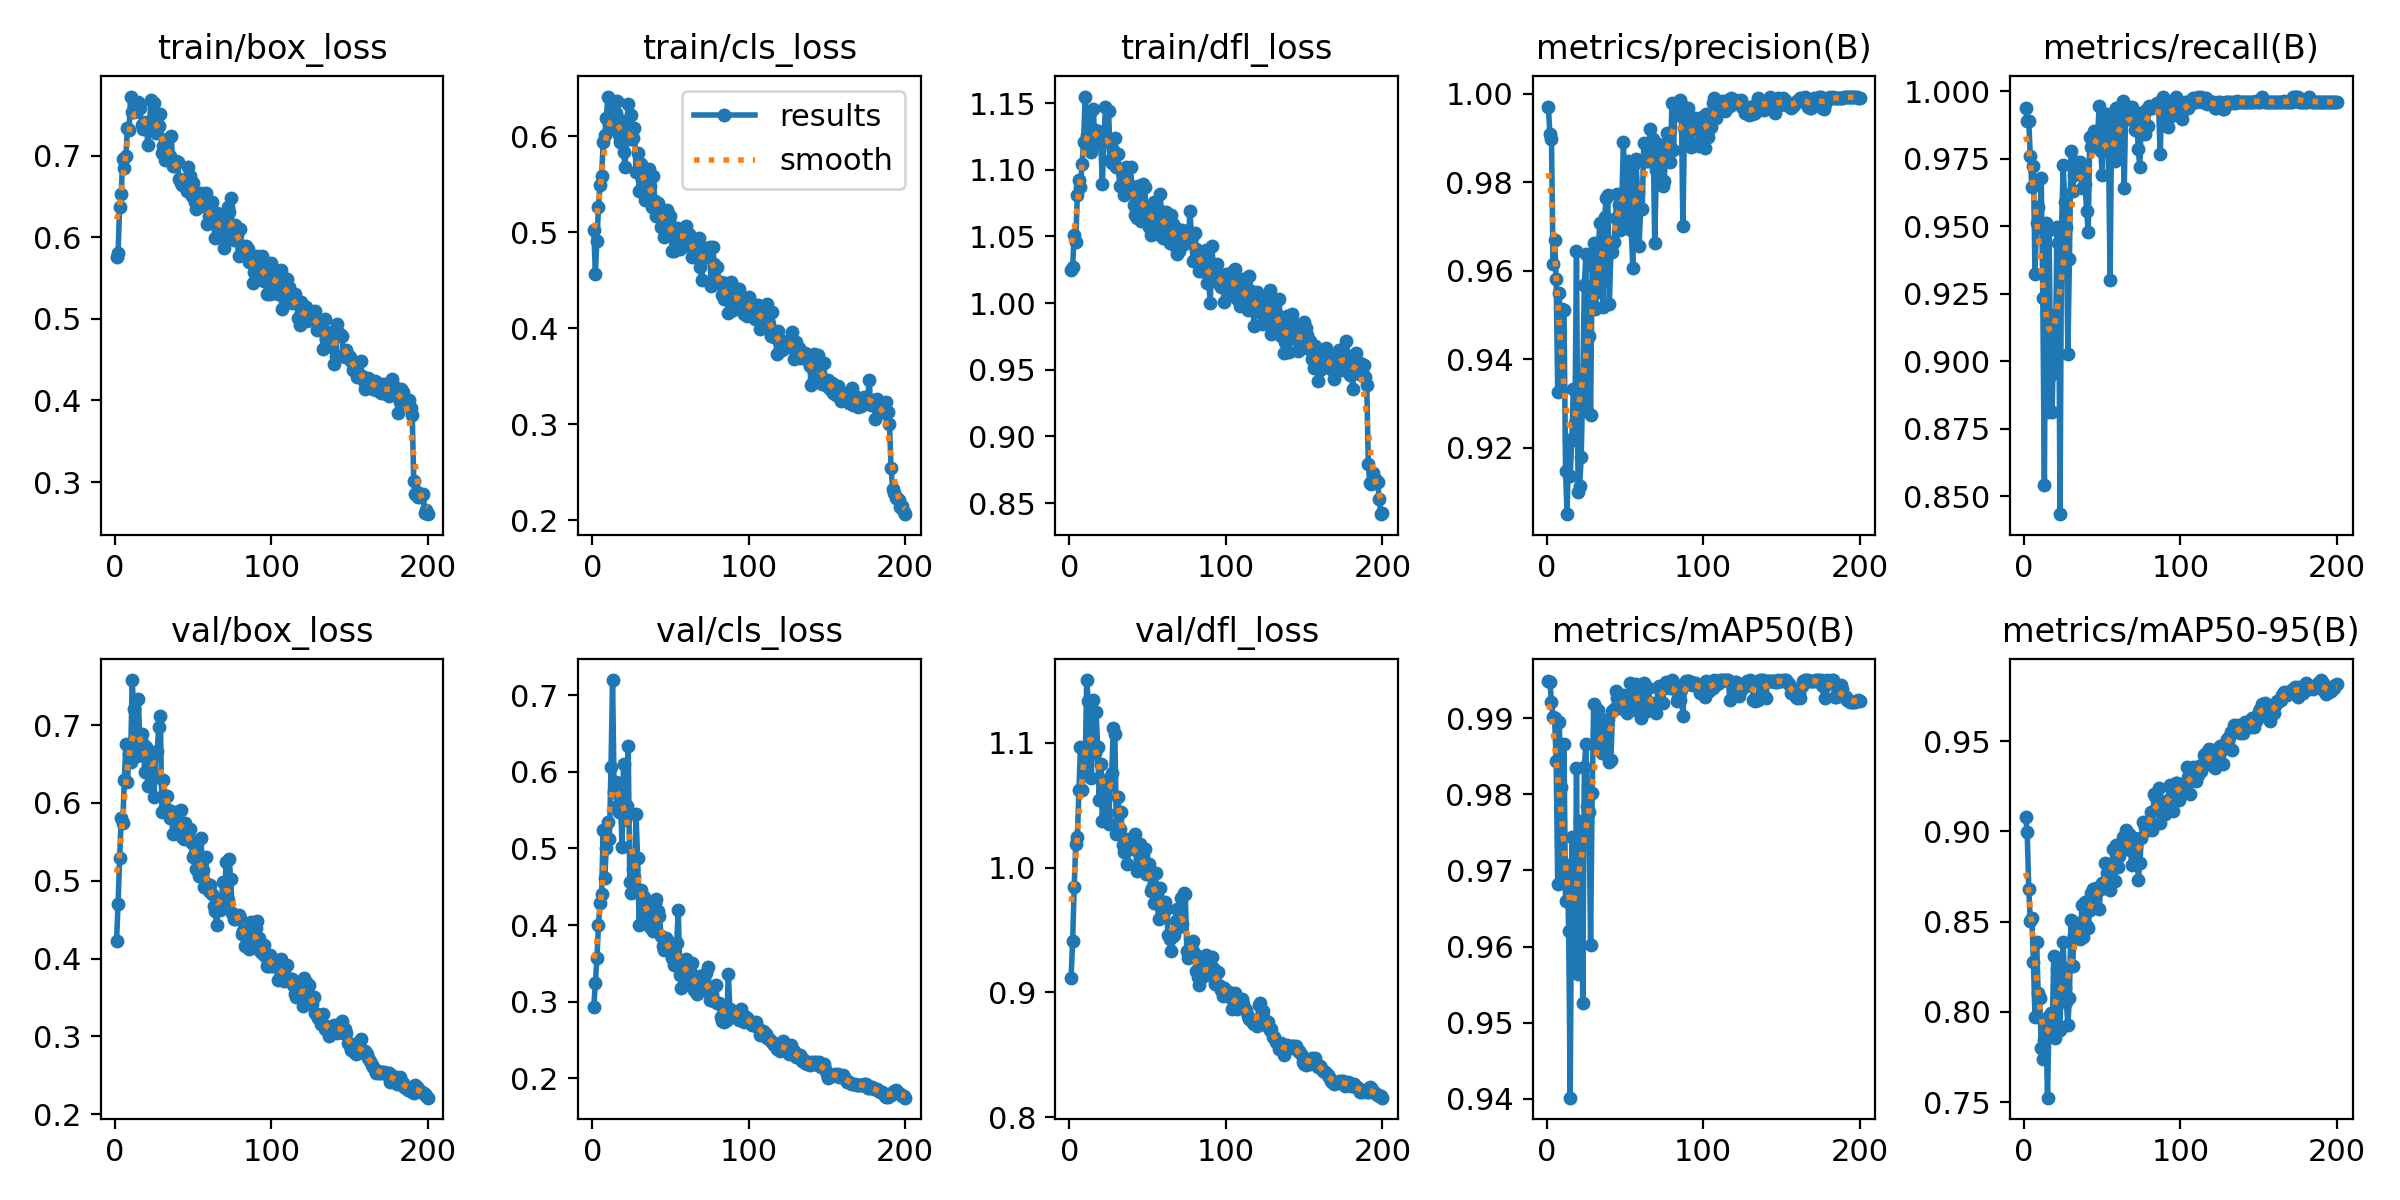 train/box_loss
0.7
0.6
0.5
0.4
0.3
0 100 200
train/cls_loss
results
smooth
0.6
0.5
0.4
0.3
0.2
0 100 200
train/dfl_loss
1.15
1.10
1.05
1.00
0.95
0.90
0.85
0 100 200
metrics/precision(B)
1.00
0.98
0.96
0.94
0.92
0 100 200
metrics/recall(B)
1.000
0.975
0.950
0.925
0.900
0.875
0.850
0 100 200
val/box_loss
0.7
0.6
0.5
0.4
0.3
0.2
0 100 200
val/cls_loss
0.7
0.6
0.5
0.4
0.3
0.2
0 100 200
val/dfl_loss
1.1
1.0
0.9
0.8
0 100 200
metrics/mAP50(B)
0.99
0.98
0.97
0.96
0.95
0.94
0 100 200
metrics/mAP50-95(B)
0.95
0.90
0.85
0.80
0.75
0 100 200